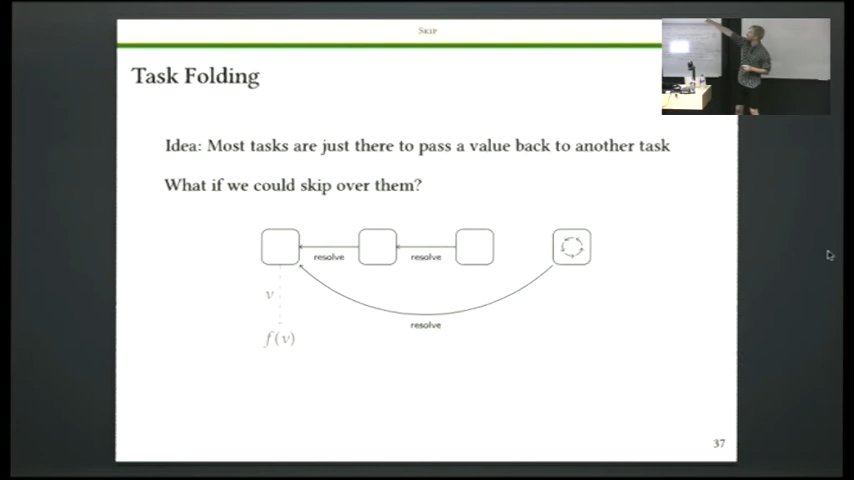 Skip
Task Folding
Idea: Most tasks are just there to pass a value back to another task
What if we could skip over them?
resolve
resolve
v
resolve
f(v)
37